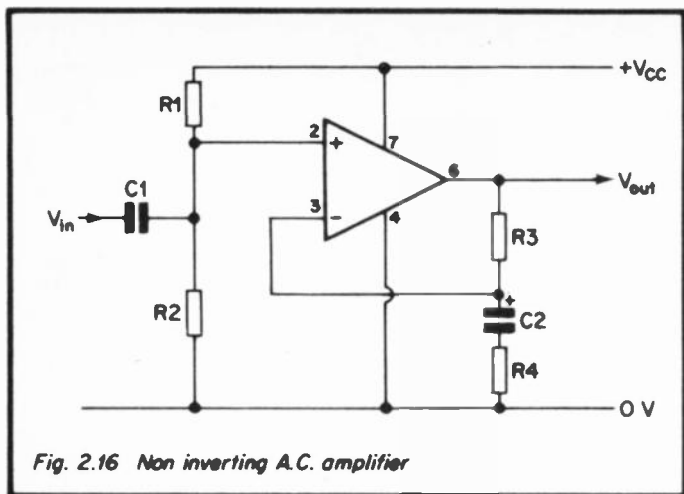 +VCC
R1
2
+
7
6
Vout
C1
Vin
3
-
4
R3
R2
+
C2
R4
0 V
Fig. 2.16 Non inverting A.C. amplifier